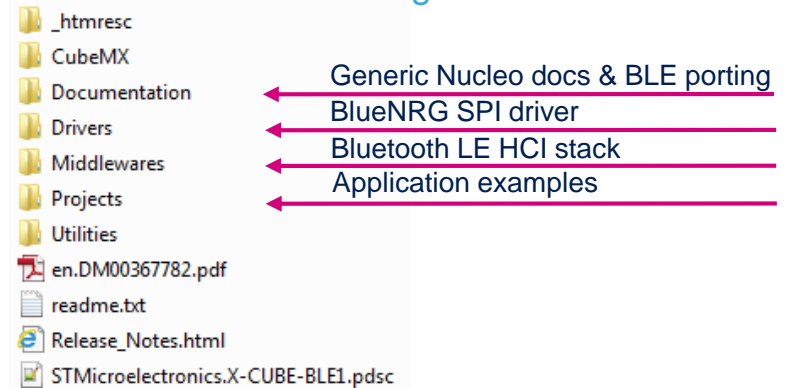 _htmresc
CubeMX
Documentation
Generic Nucleo docs & BLE porting
Drivers
BlueNRG SPI driver
Middlewares
Bluetooth LE HCI stack
Projects
Application examples
Utilities
en.DM00367782.pdf
readme.txt
Release_Notes.html
STMicroelectronics.X-CUBE-BLE1.pdsc